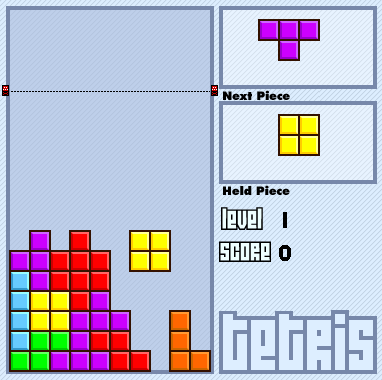 Next Piece
Held Piece
level 1
score 0
tetris